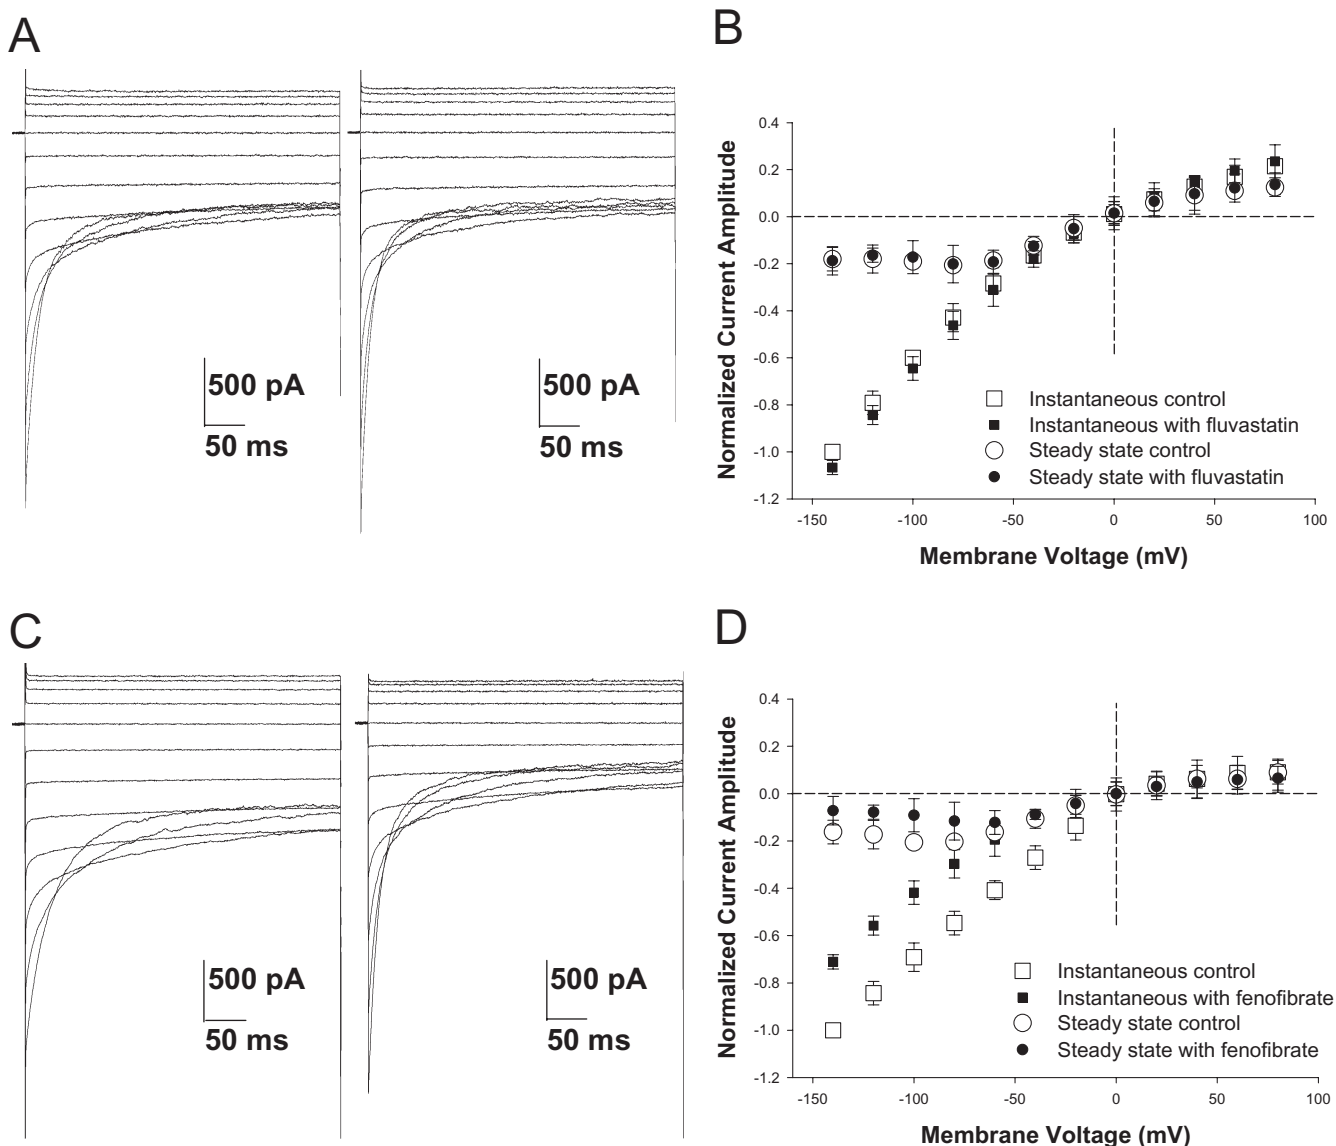 A
500 pA
50 ms
500 pA
50 ms
B
Normalized Current Amplitude
0.4
0.2
0.0
-0.2
-0.4
-0.6
-0.8
-1.0
-1.2
Instantaneous control
Instantaneous with fluvastatin
Steady state control
Steady state with fluvastatin
-150
-100
-50
0
50
100
Membrane Voltage (mV)
C
500 pA
50 ms
500 pA
50 ms
D
Normalized Current Amplitude
0.4
0.2
0.0
-0.2
-0.4
-0.6
-0.8
-1.0
-1.2
Instantaneous control
Instantaneous with fenofibrate
Steady state control
Steady state with fenofibrate
-150
-100
-50
0
50
100
Membrane Voltage (mV)